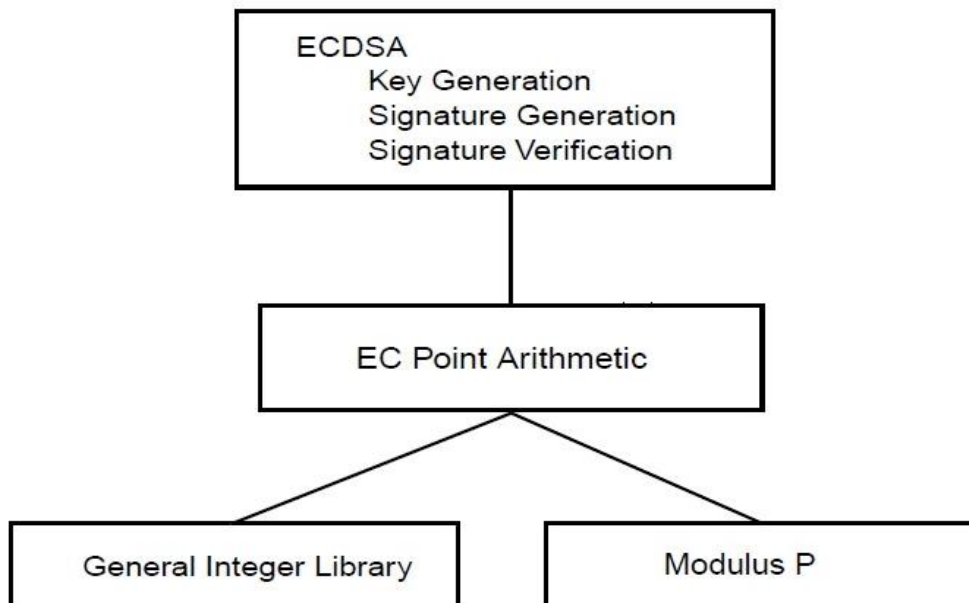 ECDSA
Key Generation
Signature Generation
Signature Verification
EC Point Arithmetic
General Integer Library
Modulus P